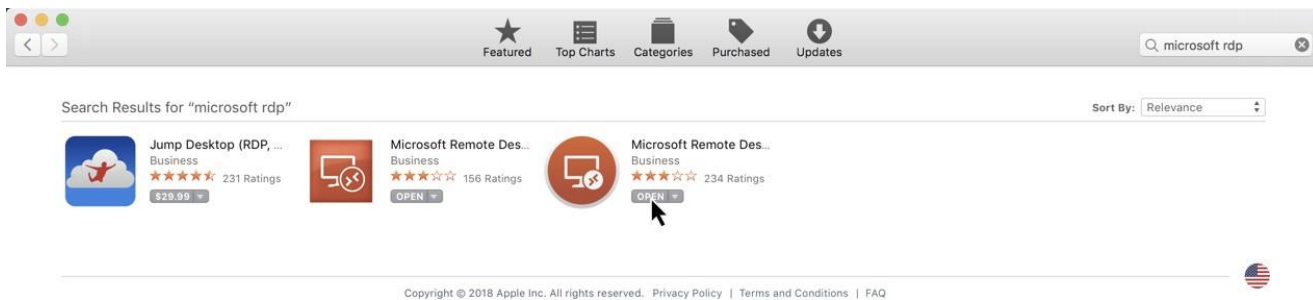 Featured Top Charts Categories Purchased Updates
microsoft rdp
Search Results for “microsoft rdp”
Sort By: Relevance
Jump Desktop (RDP, ...
Business
231 Ratings
$29.99
Microsoft Remote Des...
Business
156 Ratings
OPEN
Microsoft Remote Des...
Business
234 Ratings
OPEN
Copyright © 2018 Apple Inc. All rights reserved. Privacy Policy | Terms and Conditions | FAQ